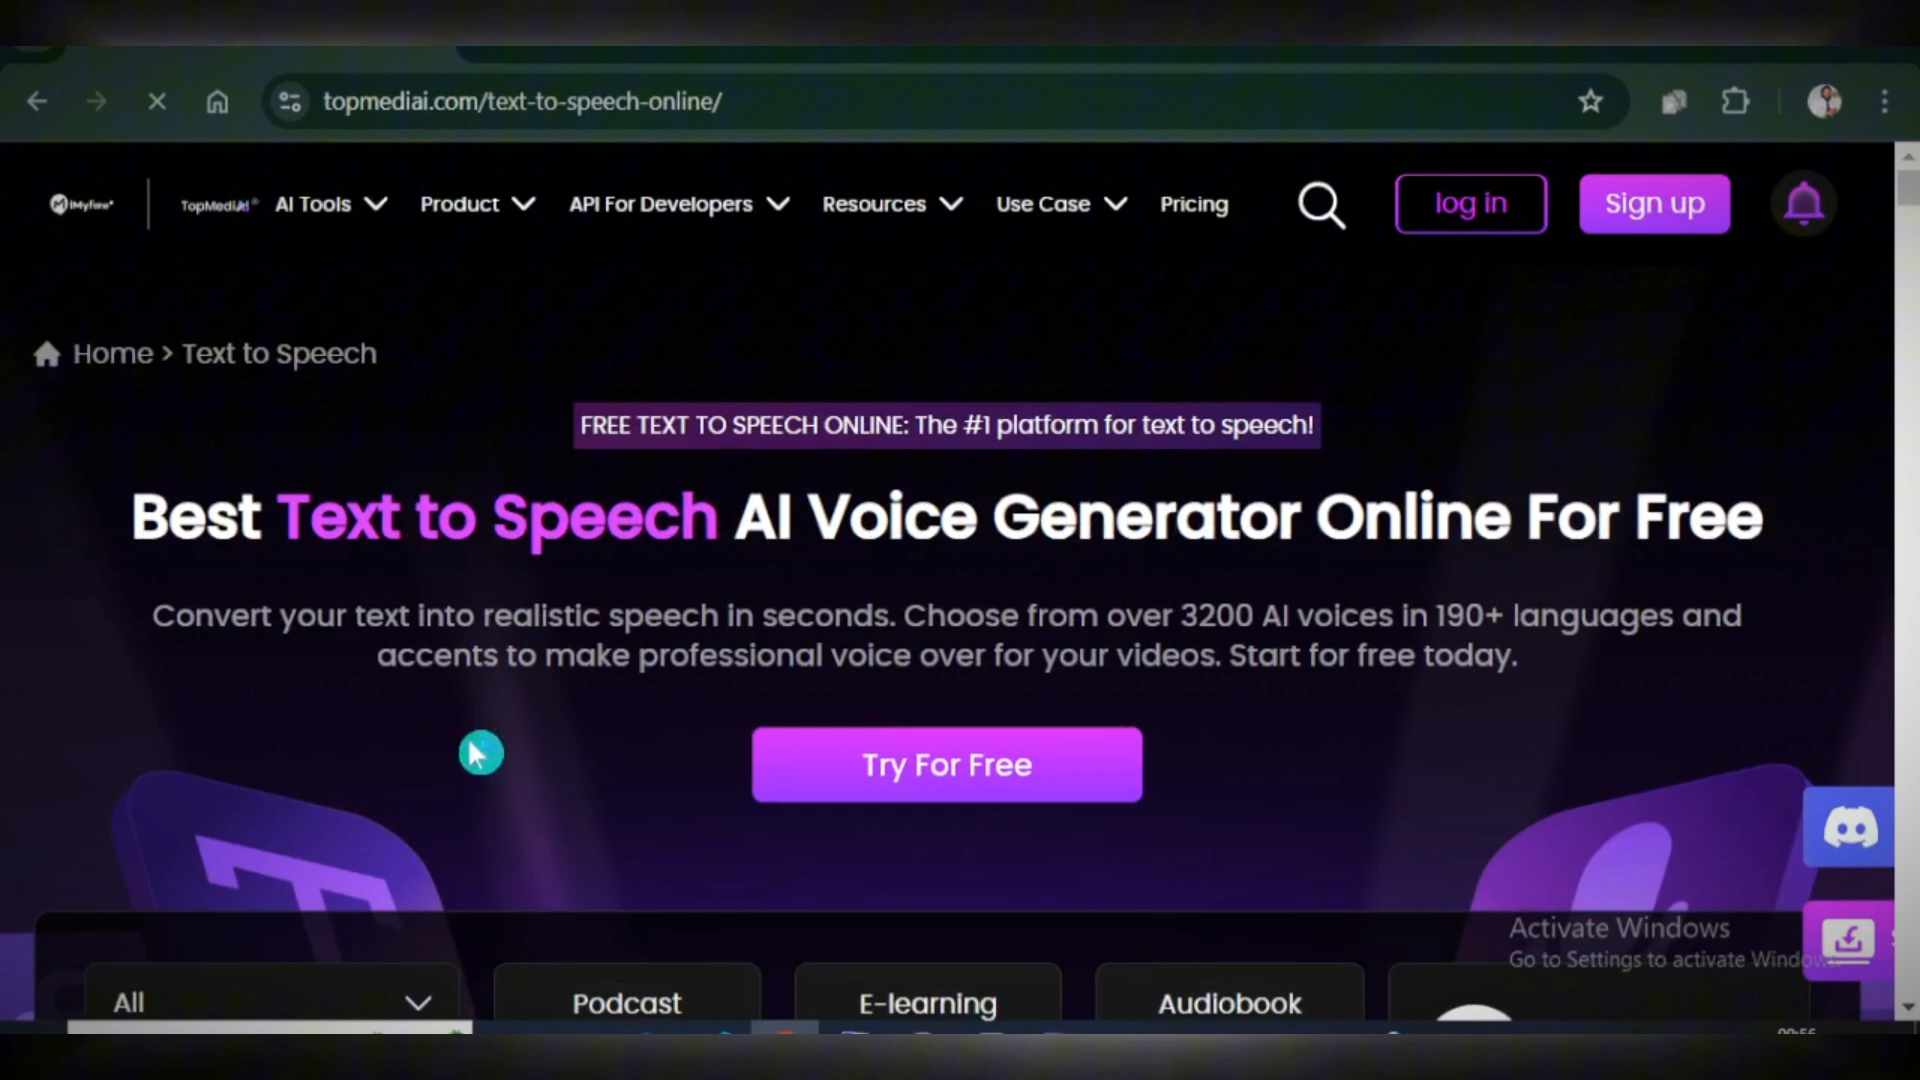 topmediai.com/text-to-speech-online/
iMyFone
TopMediAi
AI Tools
Product
API For Developers
Resources
Use Case
Pricing
log in
Sign up
Home > Text to Speech
FREE TEXT TO SPEECH ONLINE: The #1 platform for text to speech!
Best Text to Speech AI Voice Generator Online For Free
Convert your text into realistic speech in seconds. Choose from over 3200 AI voices in 190+ languages and
accents to make professional voice over for your videos. Start for free today.
Try For Free
Activate Windows
Go to Settings to activate Windows.
All
Podcast
E-learning
Audiobook